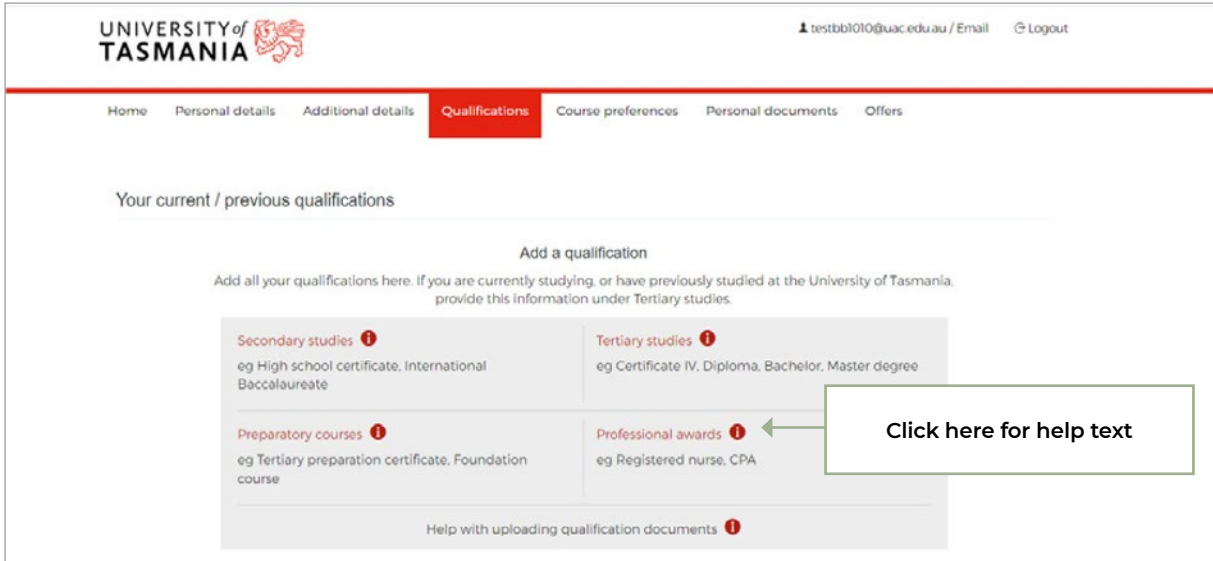 UNIVERSITY of
TASMANIA
testbb1010@uac.edu.au / Email Logout
Home Personal details Additional details Qualifications Course preferences Personal documents Offers
Your current / previous qualifications
Add a qualification
Add all your qualifications here. If you are currently studying, or have previously studied at the University of Tasmania,
provide this information under Tertiary studies.
Secondary studies
eg High school certificate, International
Baccalaureate
Tertiary studies
eg Certificate IV, Diploma, Bachelor, Master degree
Preparatory courses
eg Tertiary preparation certificate, Foundation
course
Professional awards
eg Registered nurse, CPA
Click here for help text
Help with uploading qualification documents